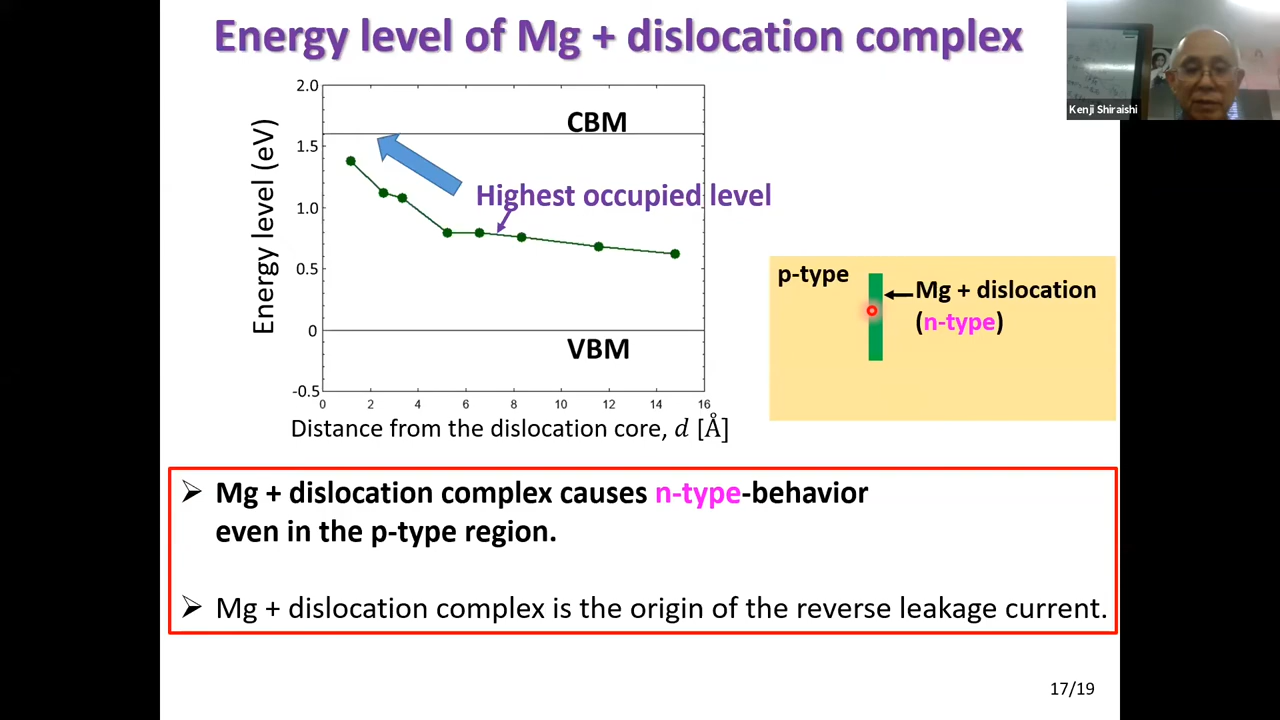 Energy level of Mg + dislocation complex
Kenji Shiraishi
2.0
1.5
1.0
0.5
0
-0.5
Energy level (eV)
CBM
Highest occupied level
VBM
0 2 4 6 8 10 12 14 16
Distance from the dislocation core, d [Å]
p-type
Mg + dislocation
(n-type)
➢ Mg + dislocation complex causes n-type-behavior
even in the p-type region.
➢ Mg + dislocation complex is the origin of the reverse leakage current.
17/19